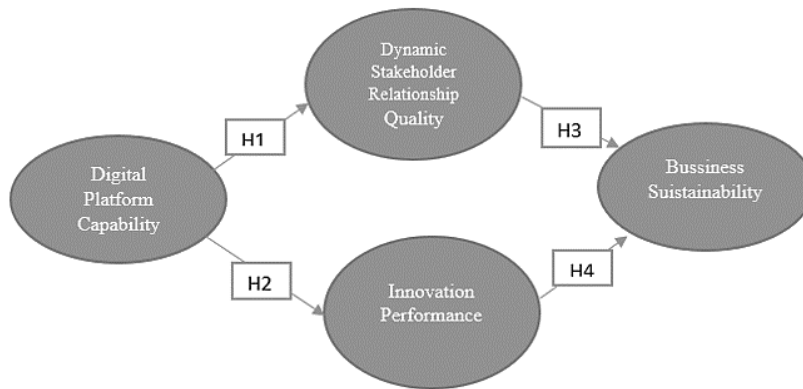 Dynamic
Stakeholder
Relationship
Quality
H1
H3
Digital
Platform
Capability
Bussiness
Suistainability
H2
H4
Innovation
Performance